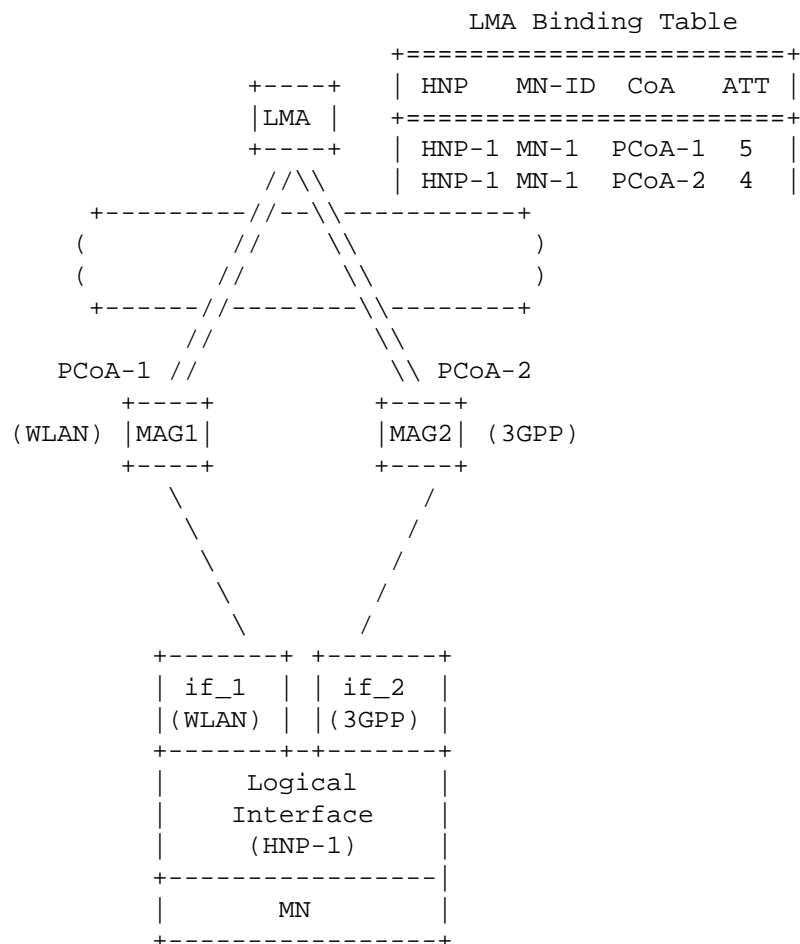 LMA Binding Table
HNP MN-ID CoA ATT
LMA
HNP-1 MN-1 PCoA-1 5
HNP-1 MN-1 PCoA-2 4
PCoA-1 PCoA-2
(WLAN) MAG1 MAG2 (3GPP)
if_1 if_2
(WLAN) (3GPP)
Logical
Interface
(HNP-1)
MN